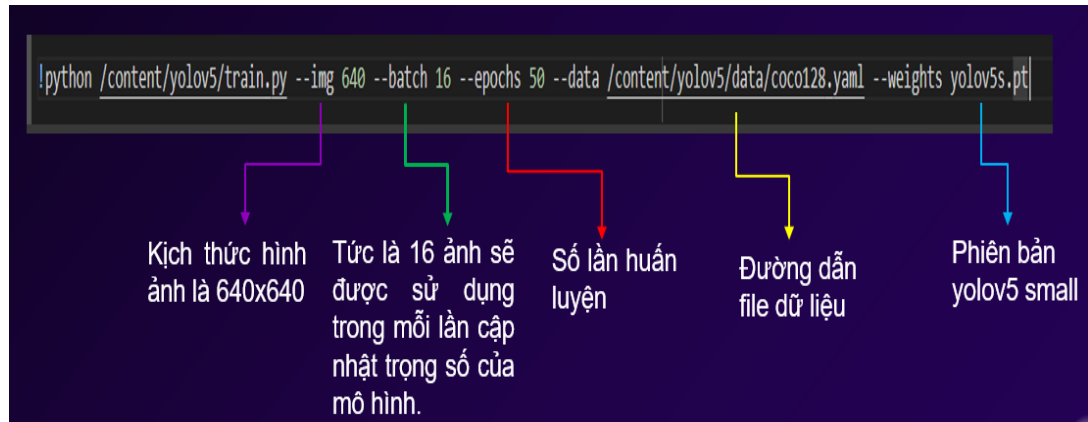 !python /content/yolov5/train.py --img 640 --batch 16 --epochs 50 --data /content/yolov5/data/coco128.yaml --weights yolov5s.pt
Kịch thức hình
ảnh là 640x640
Tức là 16 ảnh sẽ
được sử dụng
trong mỗi lần cập
nhật trọng số của
mô hình.
Số lần huấn
luyện
Đường dẫn
file dữ liệu
Phiên bản
yolov5 small